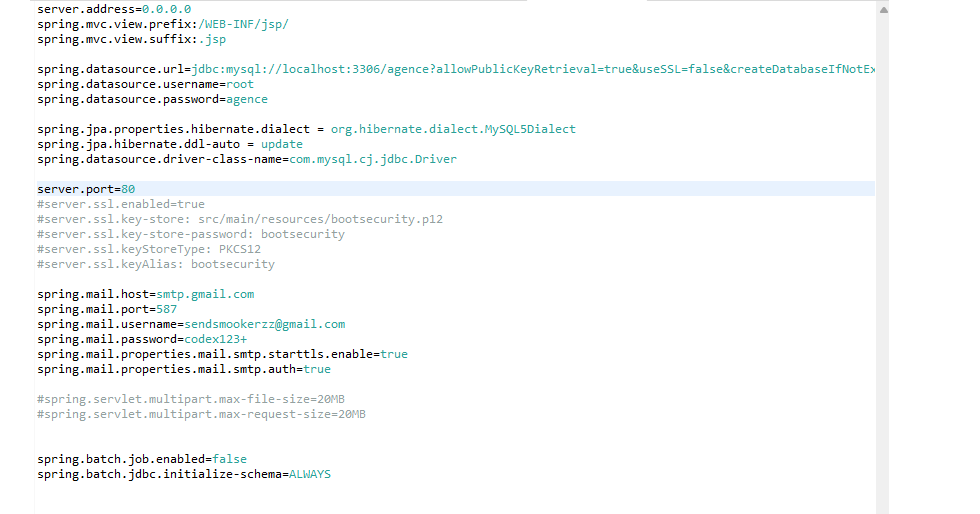 server.address=0.0.0.0
spring.mvc.view.prefix:/WEB-INF/jsp/
spring.mvc.view.suffix:.jsp
spring.datasource.url=jdbc:mysql://localhost:3306/agence?allowPublicKeyRetrieval=true&useSSL=false&createDatabaseIfNotEx
spring.datasource.username=root
spring.datasource.password=agence
spring.jpa.properties.hibernate.dialect = org.hibernate.dialect.MySQL5Dialect
spring.jpa.hibernate.ddl-auto = update
spring.datasource.driver-class-name=com.mysql.cj.jdbc.Driver
server.port=80
#server.ssl.enabled=true
#server.ssl.key-store: src/main/resources/bootsecurity.p12
#server.ssl.key-store-password: bootsecurity
#server.ssl.keyStoreType: PKCS12
#server.ssl.keyAlias: bootsecurity
spring.mail.host=smtp.gmail.com
spring.mail.port=587
spring.mail.username=sendsmookerzz@gmail.com
spring.mail.password=codex123+
spring.mail.properties.mail.smtp.starttls.enable=true
spring.mail.properties.mail.smtp.auth=true
#spring.servlet.multipart.max-file-size=20MB
#spring.servlet.multipart.max-request-size=20MB
spring.batch.job.enabled=false
spring.batch.jdbc.initialize-schema=ALWAYS